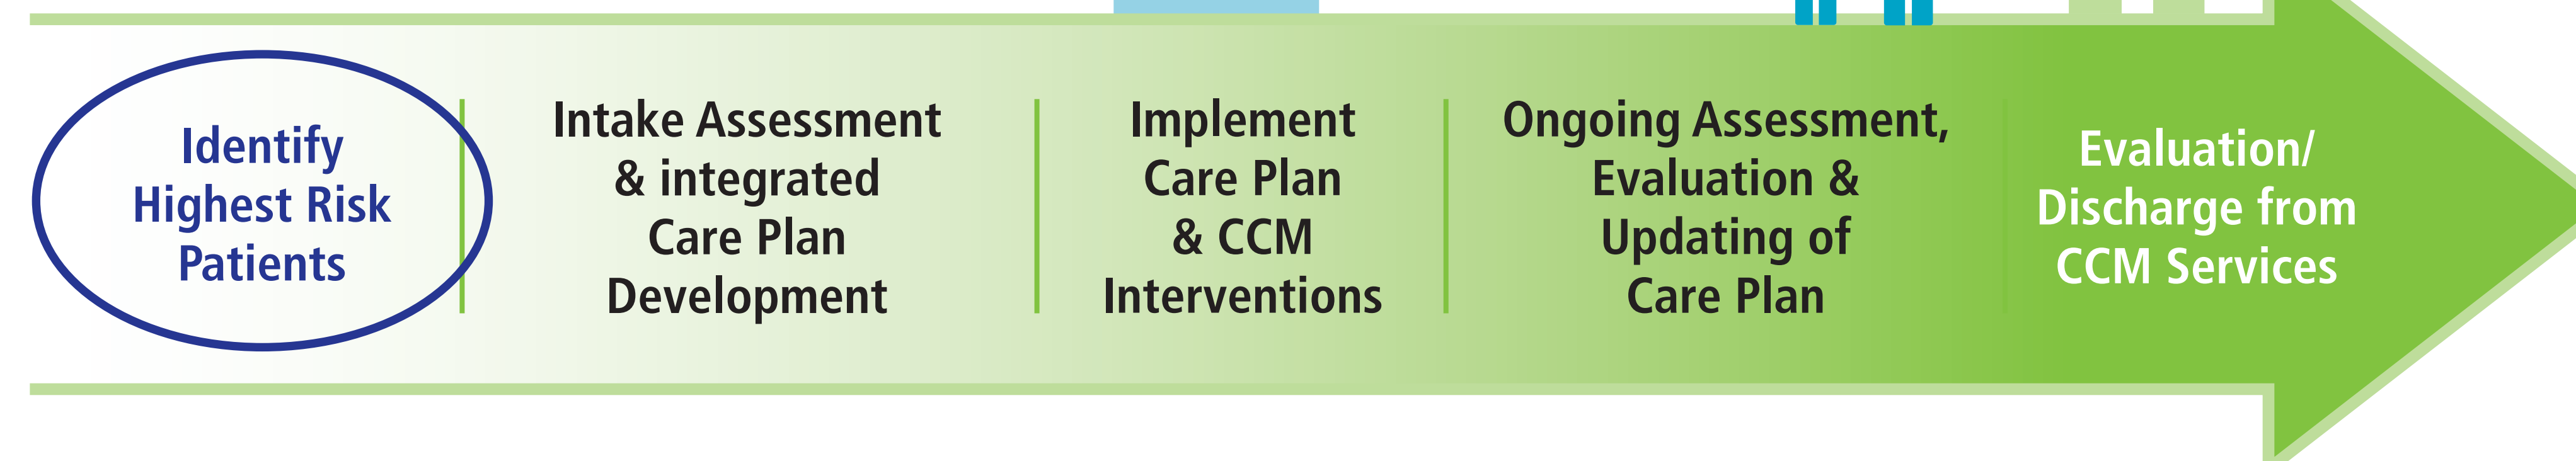 Identify
Highest Risk
Patients
Intake Assessment
& integrated
Care Plan
Development
Implement
Care Plan
& CCM
Interventions
Ongoing Assessment,
Evaluation &
Updating of
Care Plan
Evaluation/
Discharge from
CCM Services